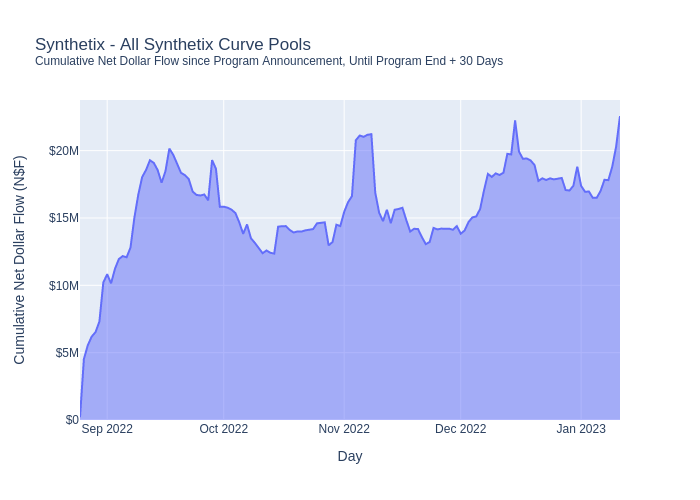 Synthetix - All Synthetix Curve Pools
Cumulative Net Dollar Flow since Program Announcement, Until Program End + 30 Days
Cumulative Net Dollar Flow (N$F)
$20M
$15M
$10M
$5M
$0
Sep 2022
Oct 2022
Nov 2022
Dec 2022
Jan 2023
Day